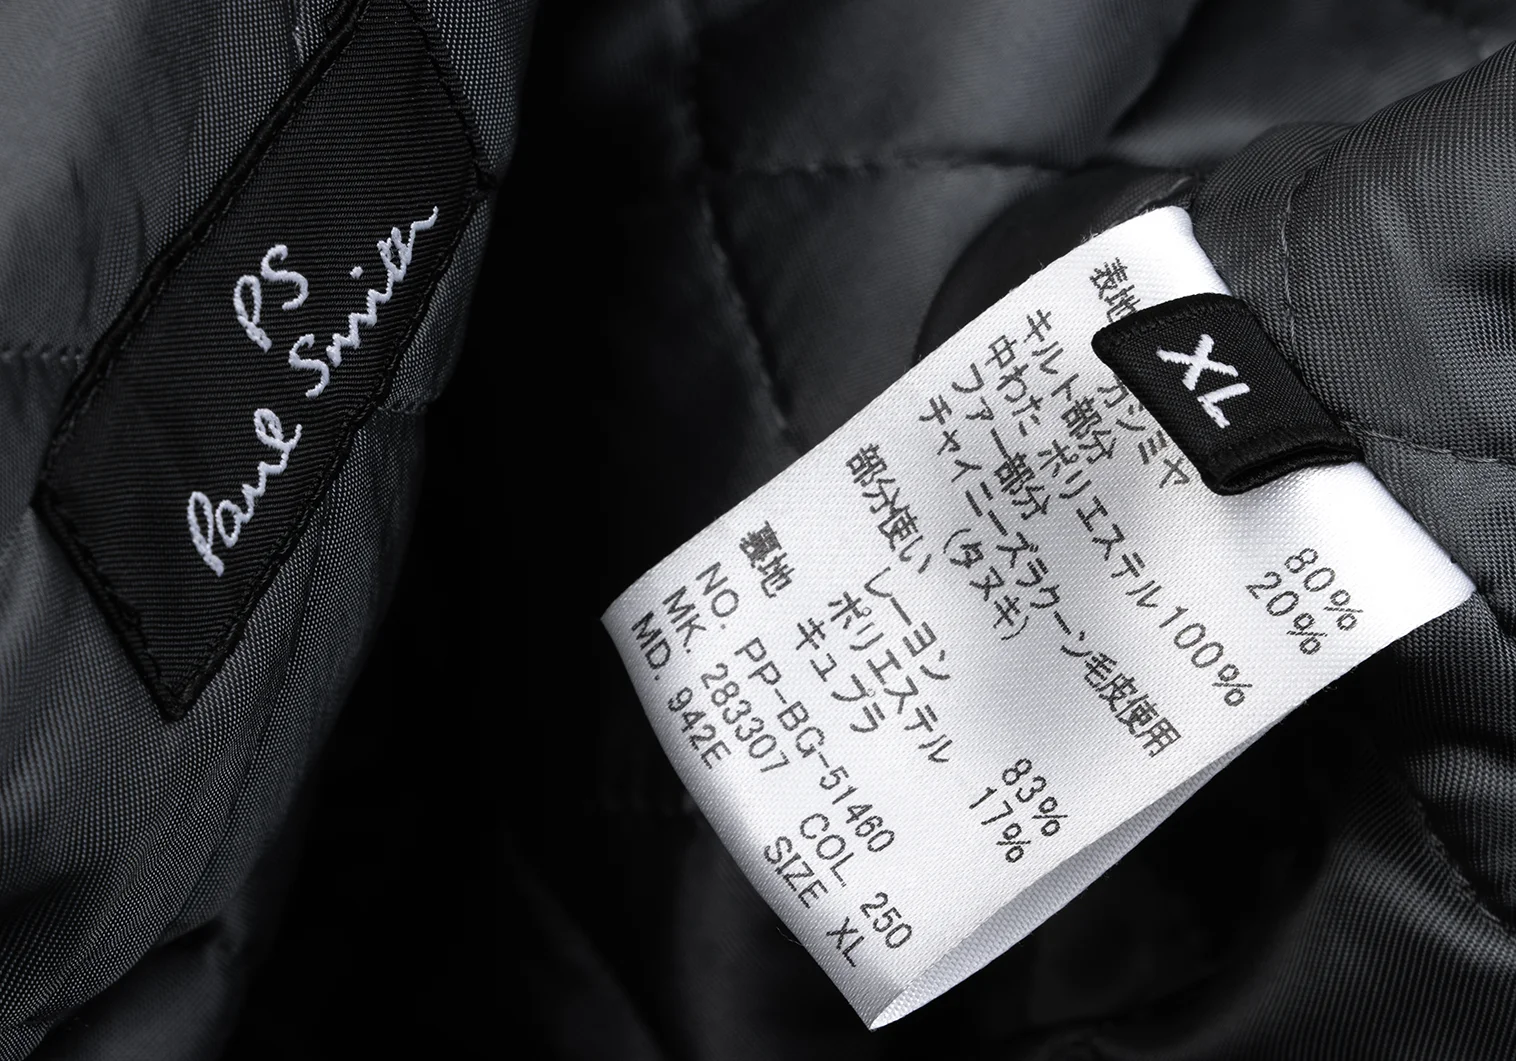 PS
Paul Smith
XL
表地
カシミヤ 80%
20%
キルト部分
中わた ポリエステル 100%
ファー部分
チャイニーズラクーン毛皮使用
(タヌキ)
部分使い
レーヨン
ポリエステル 83%
キュプラ 17%
裏地
NO. PP-BG-51460
MK. 283307 COL. 250
MD. 942E SIZE XL